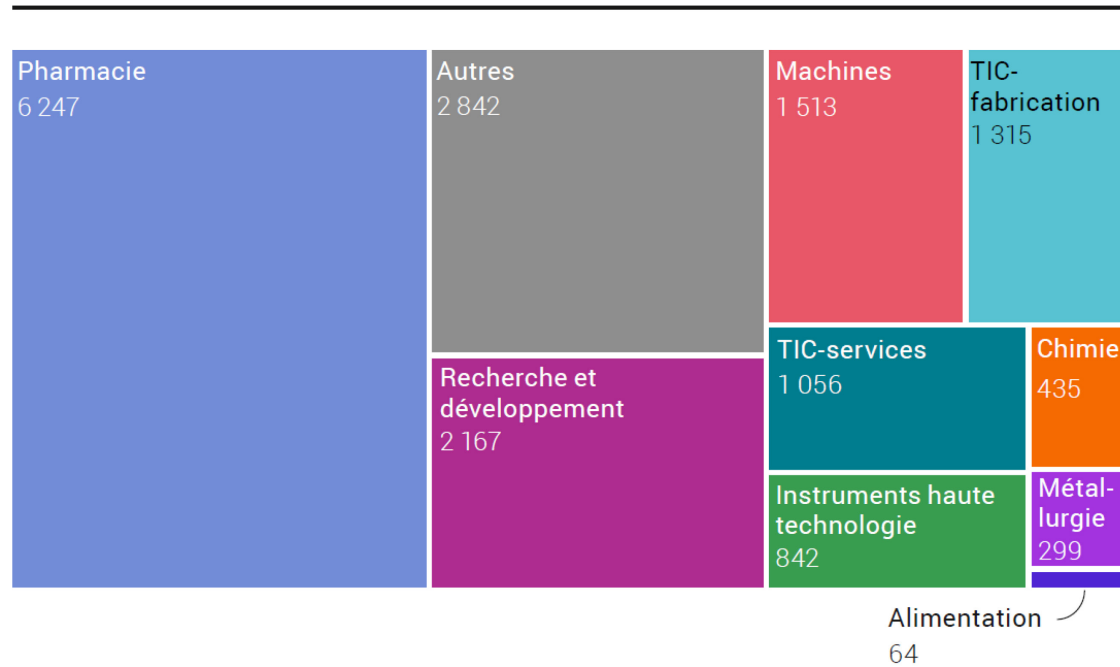 Pharmacie
6 247
Autres
2 842
Recherche et
développement
2 167
Machines
1 513
TIC-
fabrication
1 315
TIC-services
1 056
Chimie
435
Instruments haute
technologie
842
Métal-
lurgie
299
Alimentation
64